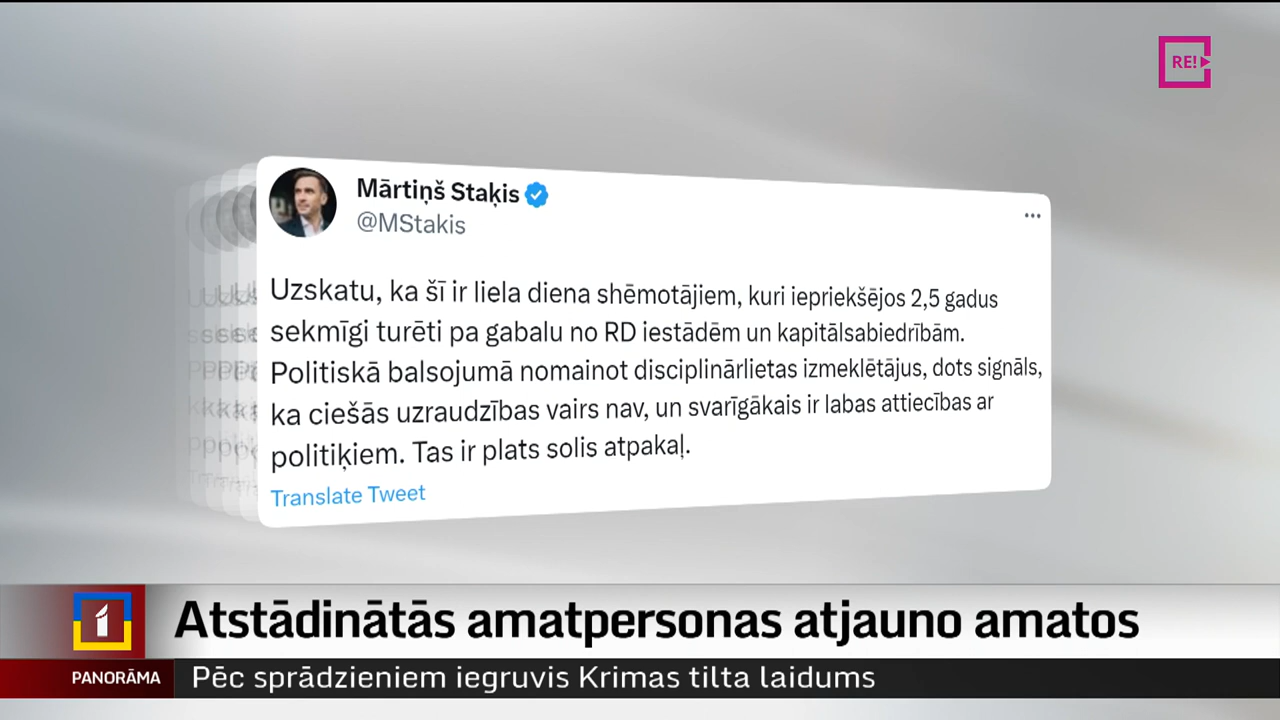 RE!
Mārtiņš Staķis
@MStakis
Uzskatu, ka šī ir liela diena shēmotājiem, kuri iepriekšējos 2,5 gadus
sekmīgi turēti pa gabalu no RD iestādēm un kapitālsabiedrībām.
Politiskā balsojumā nomainot disciplinārlietas izmeklētājus, dots signāls,
ka ciešās uzraudzības vairs nav, un svarīgākais ir labas attiecības ar
politiķiem. Tas ir plats solis atpakaļ.
Translate Tweet
1
Atstādinātās amatpersonas atjauno amatos
PANORĀMA
Pēc sprādzieniem iegruvis Krimas tilta laidums